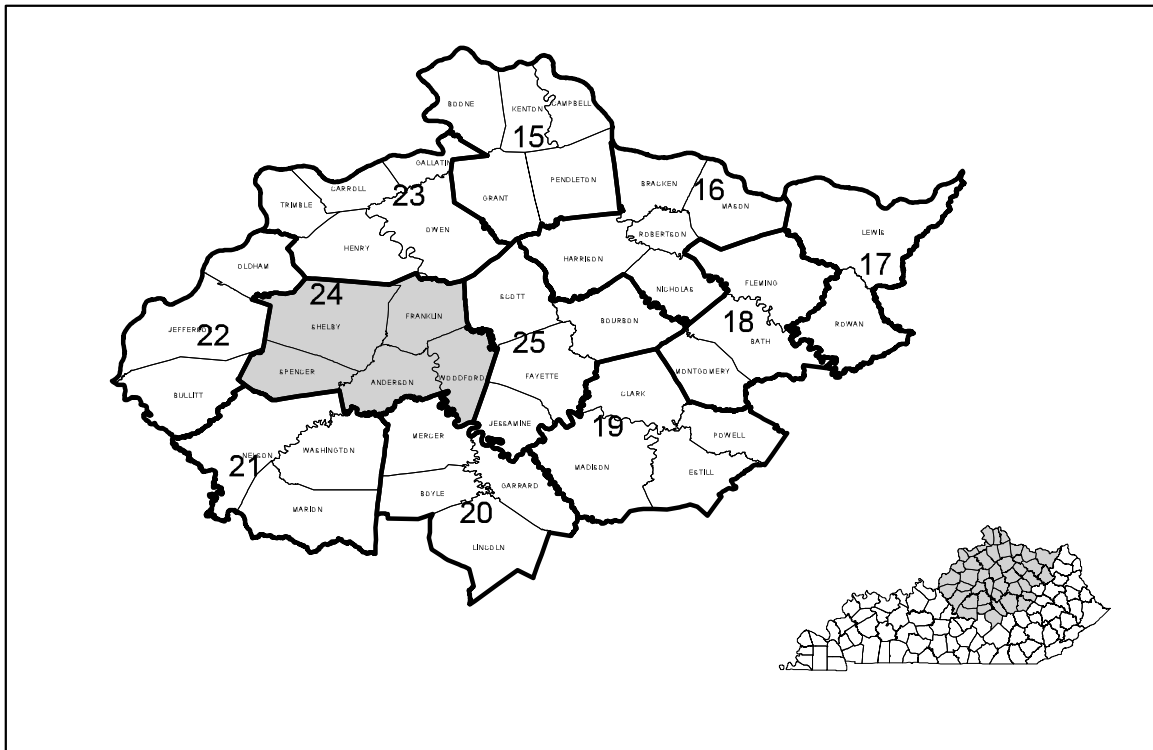 BOONE
KENTON
CAMPBELL
15
GALLATIN
PENDLETON
GRANT
CARROLL
23
TRIMBLE
OWEN
HENRY
BRACKEN
16
MASON
ROBERTSON
HARRISON
NICHOLAS
LEWIS
17
ROWAN
FLEMING
18
BATH
MONTGOMERY
OLDHAM
JEFFERSON
22
BULLITT
24
SHELBY
FRANKLIN
SPENCER
ANDERSON
WOODFORD
SCOTT
BOURBON
25
FAYETTE
JESSAMINE
CLARK
19
POWELL
MADISON
ESTILL
NELSON
WASHINGTON
21
MARION
MERCER
BOYLE
GARRARD
20
LINCOLN